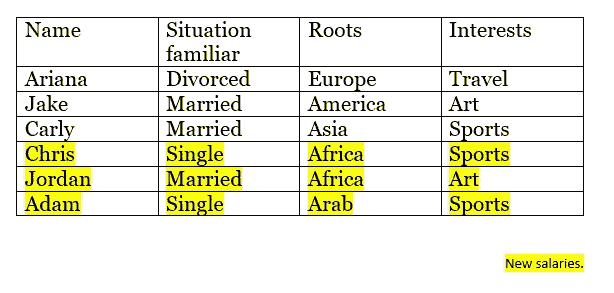 Name Situation familiar Roots Interests
Ariana Divorced Europe Travel
Jake Married America Art
Carly Married Asia Sports
Chris Single Africa Sports
Jordan Married Africa Art
Adam Single Arab Sports
New salaries.